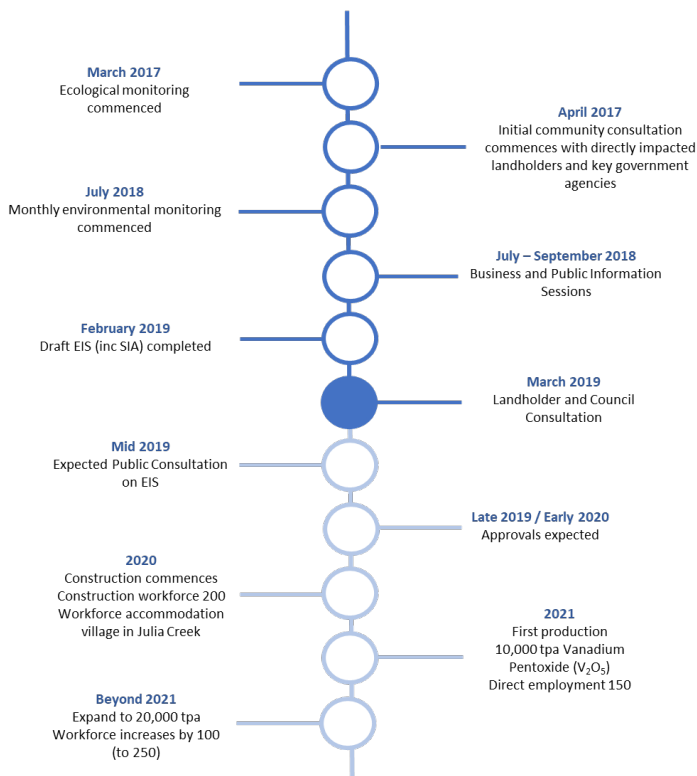 March 2017
Ecological monitoring
commenced
April 2017
Initial community consultation
commences with directly impacted
landholders and key government
agencies
July 2018
Monthly environmental monitoring
commenced
July – September 2018
Business and Public Information
Sessions
February 2019
Draft EIS (inc SIA) completed
March 2019
Landholder and Council
Consultation
Mid 2019
Expected Public Consultation
on EIS
Late 2019 / Early 2020
Approvals expected
2020
Construction commences
Construction workforce 200
Workforce accommodation
village in Julia Creek
2021
First production
10,000 tpa Vanadium
Pentoxide (V₂O₅)
Direct employment 150
Beyond 2021
Expand to 20,000 tpa
Workforce increases by 100
(to 250)